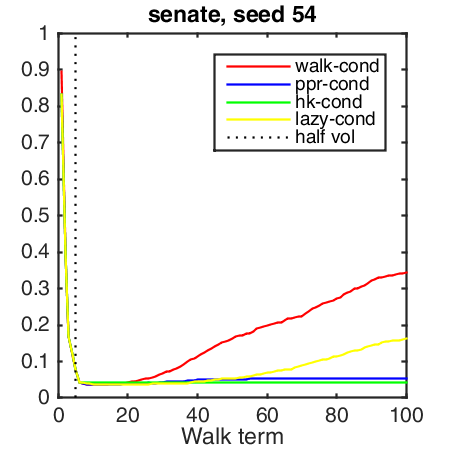 senate, seed 54
1
0.9
0.8
0.7
0.6
0.5
0.4
0.3
0.2
0.1
0
walk-cond
ppr-cond
hk-cond
lazy-cond
half vol
0 20 40 60 80 100
Walk term